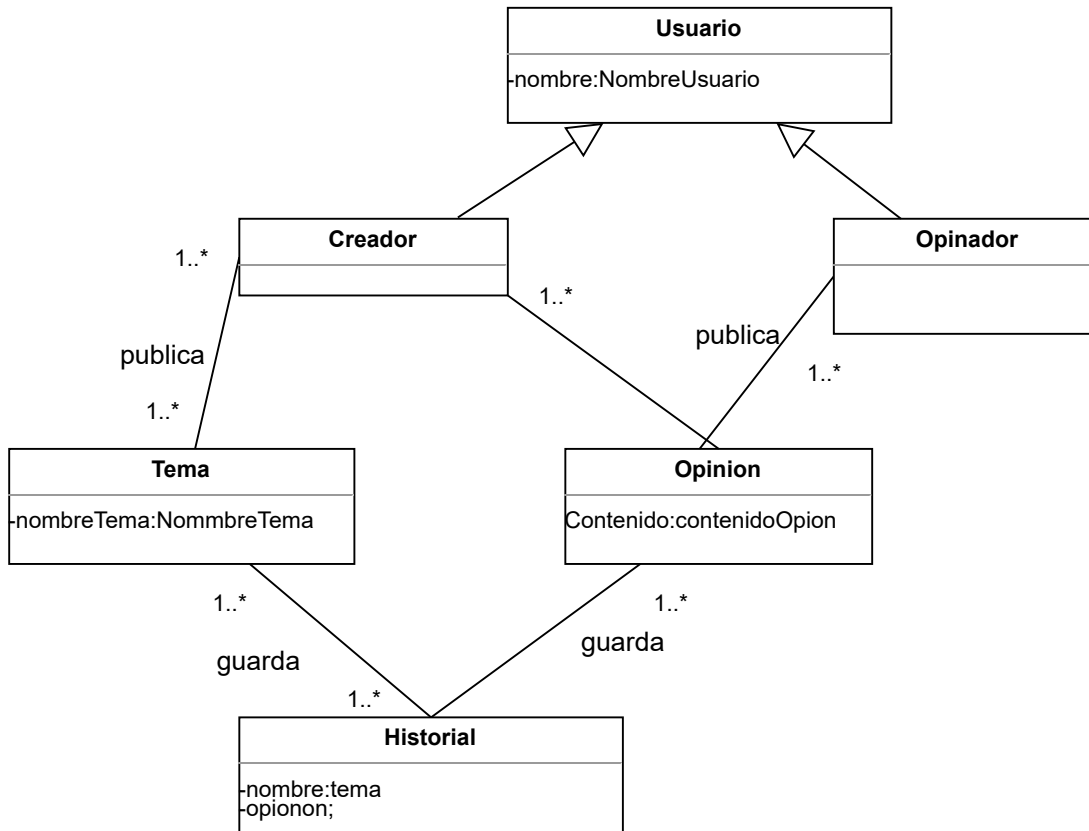 Usuario
-nombre:NombreUsuario
Creador
Opinador
1..*
1..*
publica
publica
1..*
1..*
Tema
Opinion
-nombreTema:NommbreTema
Contenido:contenidoOpion
1..*
1..*
guarda
guarda
1..*
Historial
-nombre:tema
-opionon;